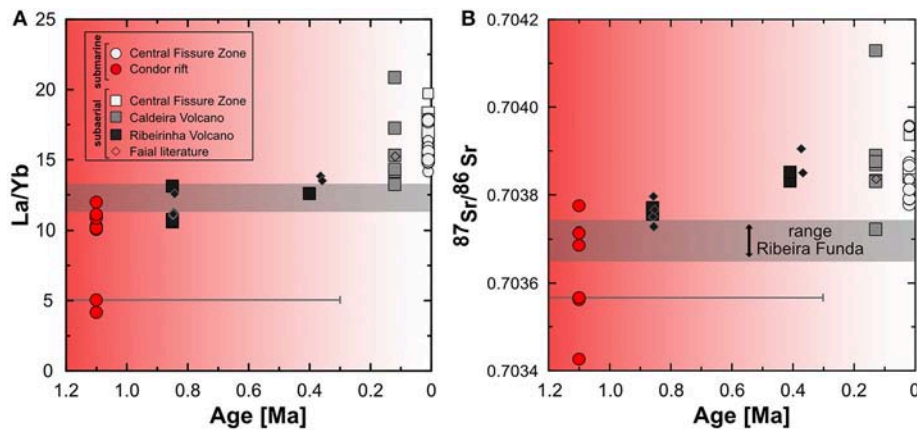 A
La/Yb
25
20
15
10
5
0
1.2
1.0
0.8
0.6
0.4
0.2
0
Age [Ma]
submarine
Central Fissure Zone
Condor rift
subaerial
Central Fissure Zone
Caldeira Volcano
Ribeirinha Volcano
Faial literature
B
87Sr/86Sr
0.7042
0.7040
0.7038
0.7036
0.7034
range
Ribeira Funda
1.2
1.0
0.8
0.6
0.4
0.2
0
Age [Ma]